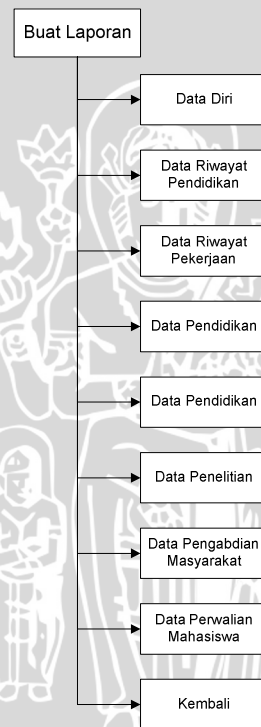 Buat Laporan
Data Diri
Data Riwayat
Pendidikan
Data Riwayat
Pekerjaan
Data Pendidikan
Data Pendidikan
Data Penelitian
Data Pengabdian
Masyarakat
Data Perwalian
Mahasiswa
Kembali